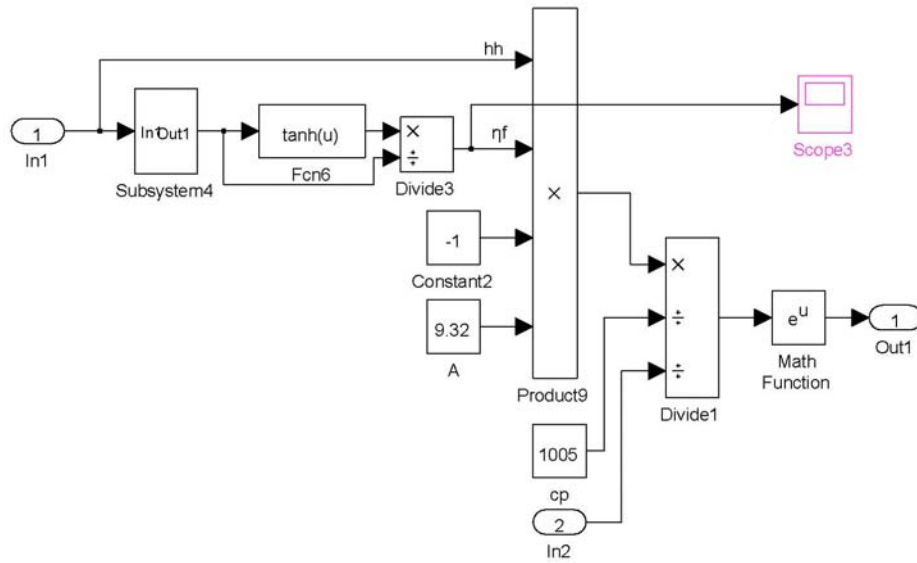 hh
1
In1
In1 Out1
Subsystem4
tanh(u)
Fcn6
×
÷
Divide3
ηf
Scope3
-1
Constant2
9.32
A
×
Product9
×
÷
÷
Divide1
e^u
Math
Function
1
Out1
1005
cp
2
In2